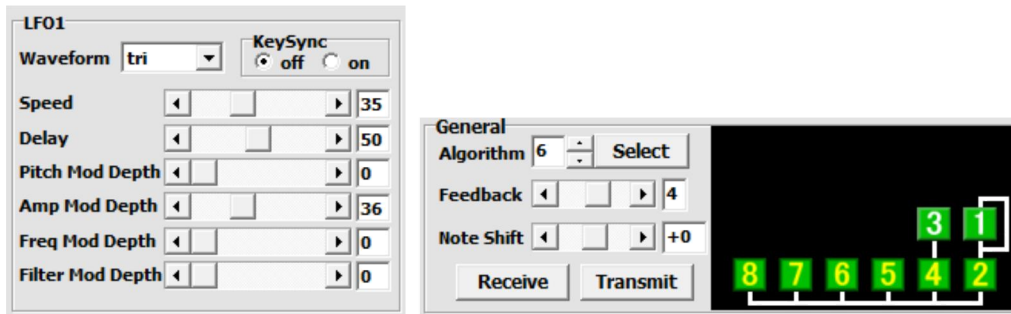 LFO1
Waveform tri
KeySync
off on
Speed 35
Delay 50
Pitch Mod Depth 0
Amp Mod Depth 36
Freq Mod Depth 0
Filter Mod Depth 0
General
Algorithm 6 Select
Feedback 4
Note Shift +0
Receive Transmit
3 1
8 7 6 5 4 2